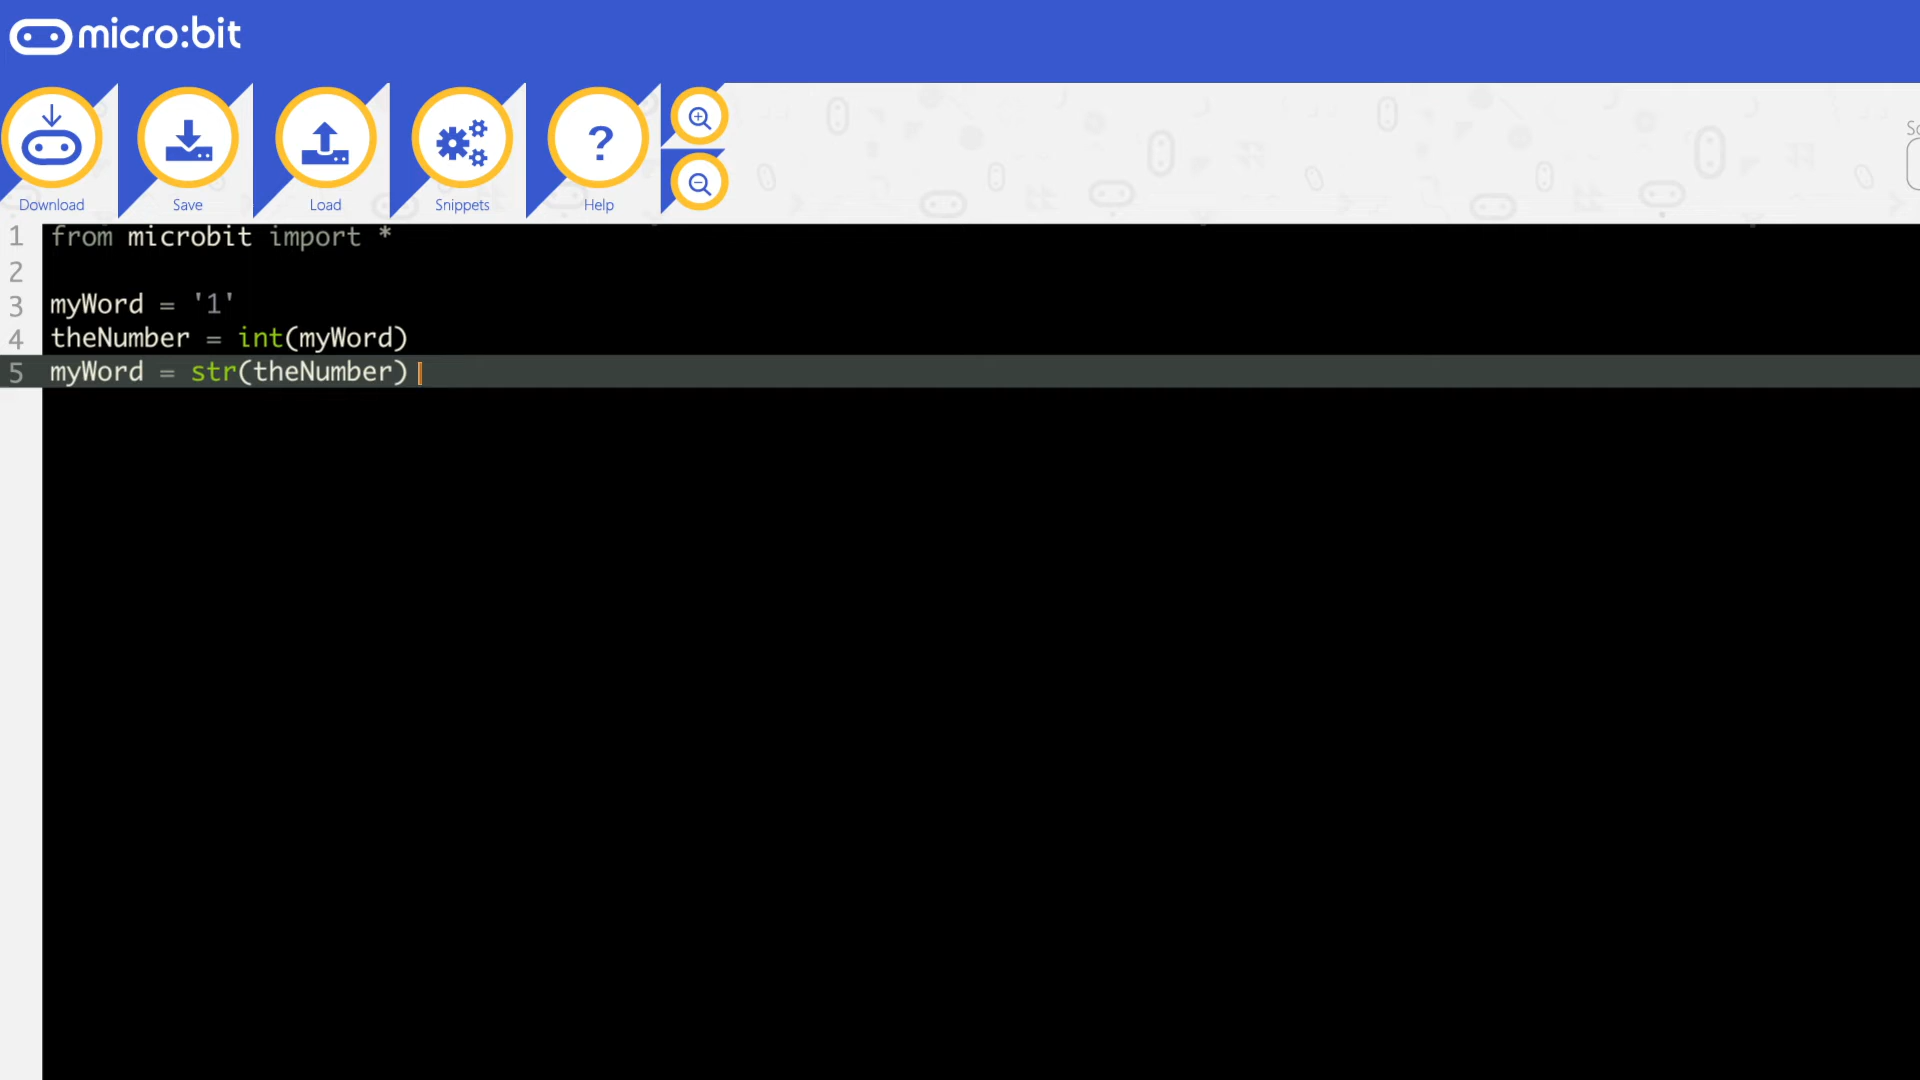 micro:bit
Download
Save
Load
Snippets
?
Help
1 from microbit import *
2
3 myWord = '1'
4 theNumber = int(myWord)
5 myWord = str(theNumber)